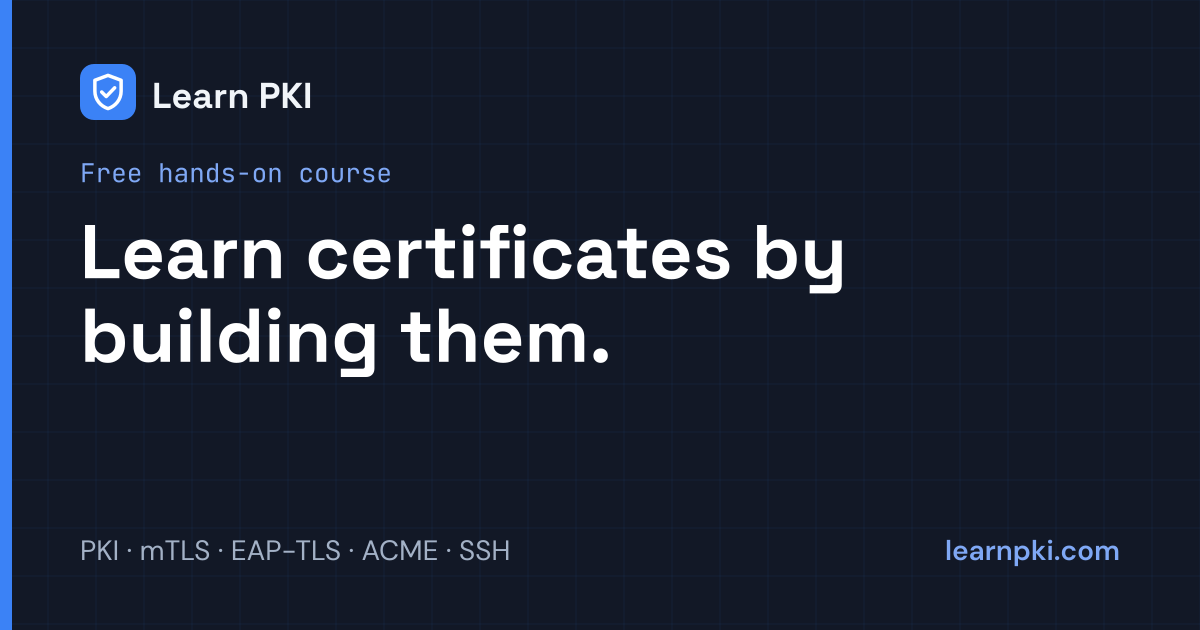 Learn PKI
Free hands-on course
Learn certificates by
building them.
PKI · mTLS · EAP-TLS · ACME · SSH
learnpki.com